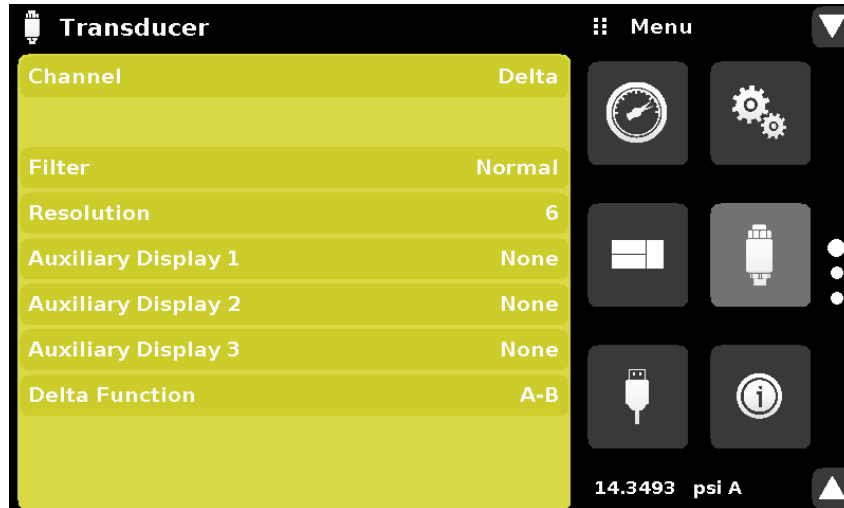 Transducer
Menu
Channel Delta
Filter Normal
Resolution 6
Auxiliary Display 1 None
Auxiliary Display 2 None
Auxiliary Display 3 None
Delta Function A-B
14.3493 psi A